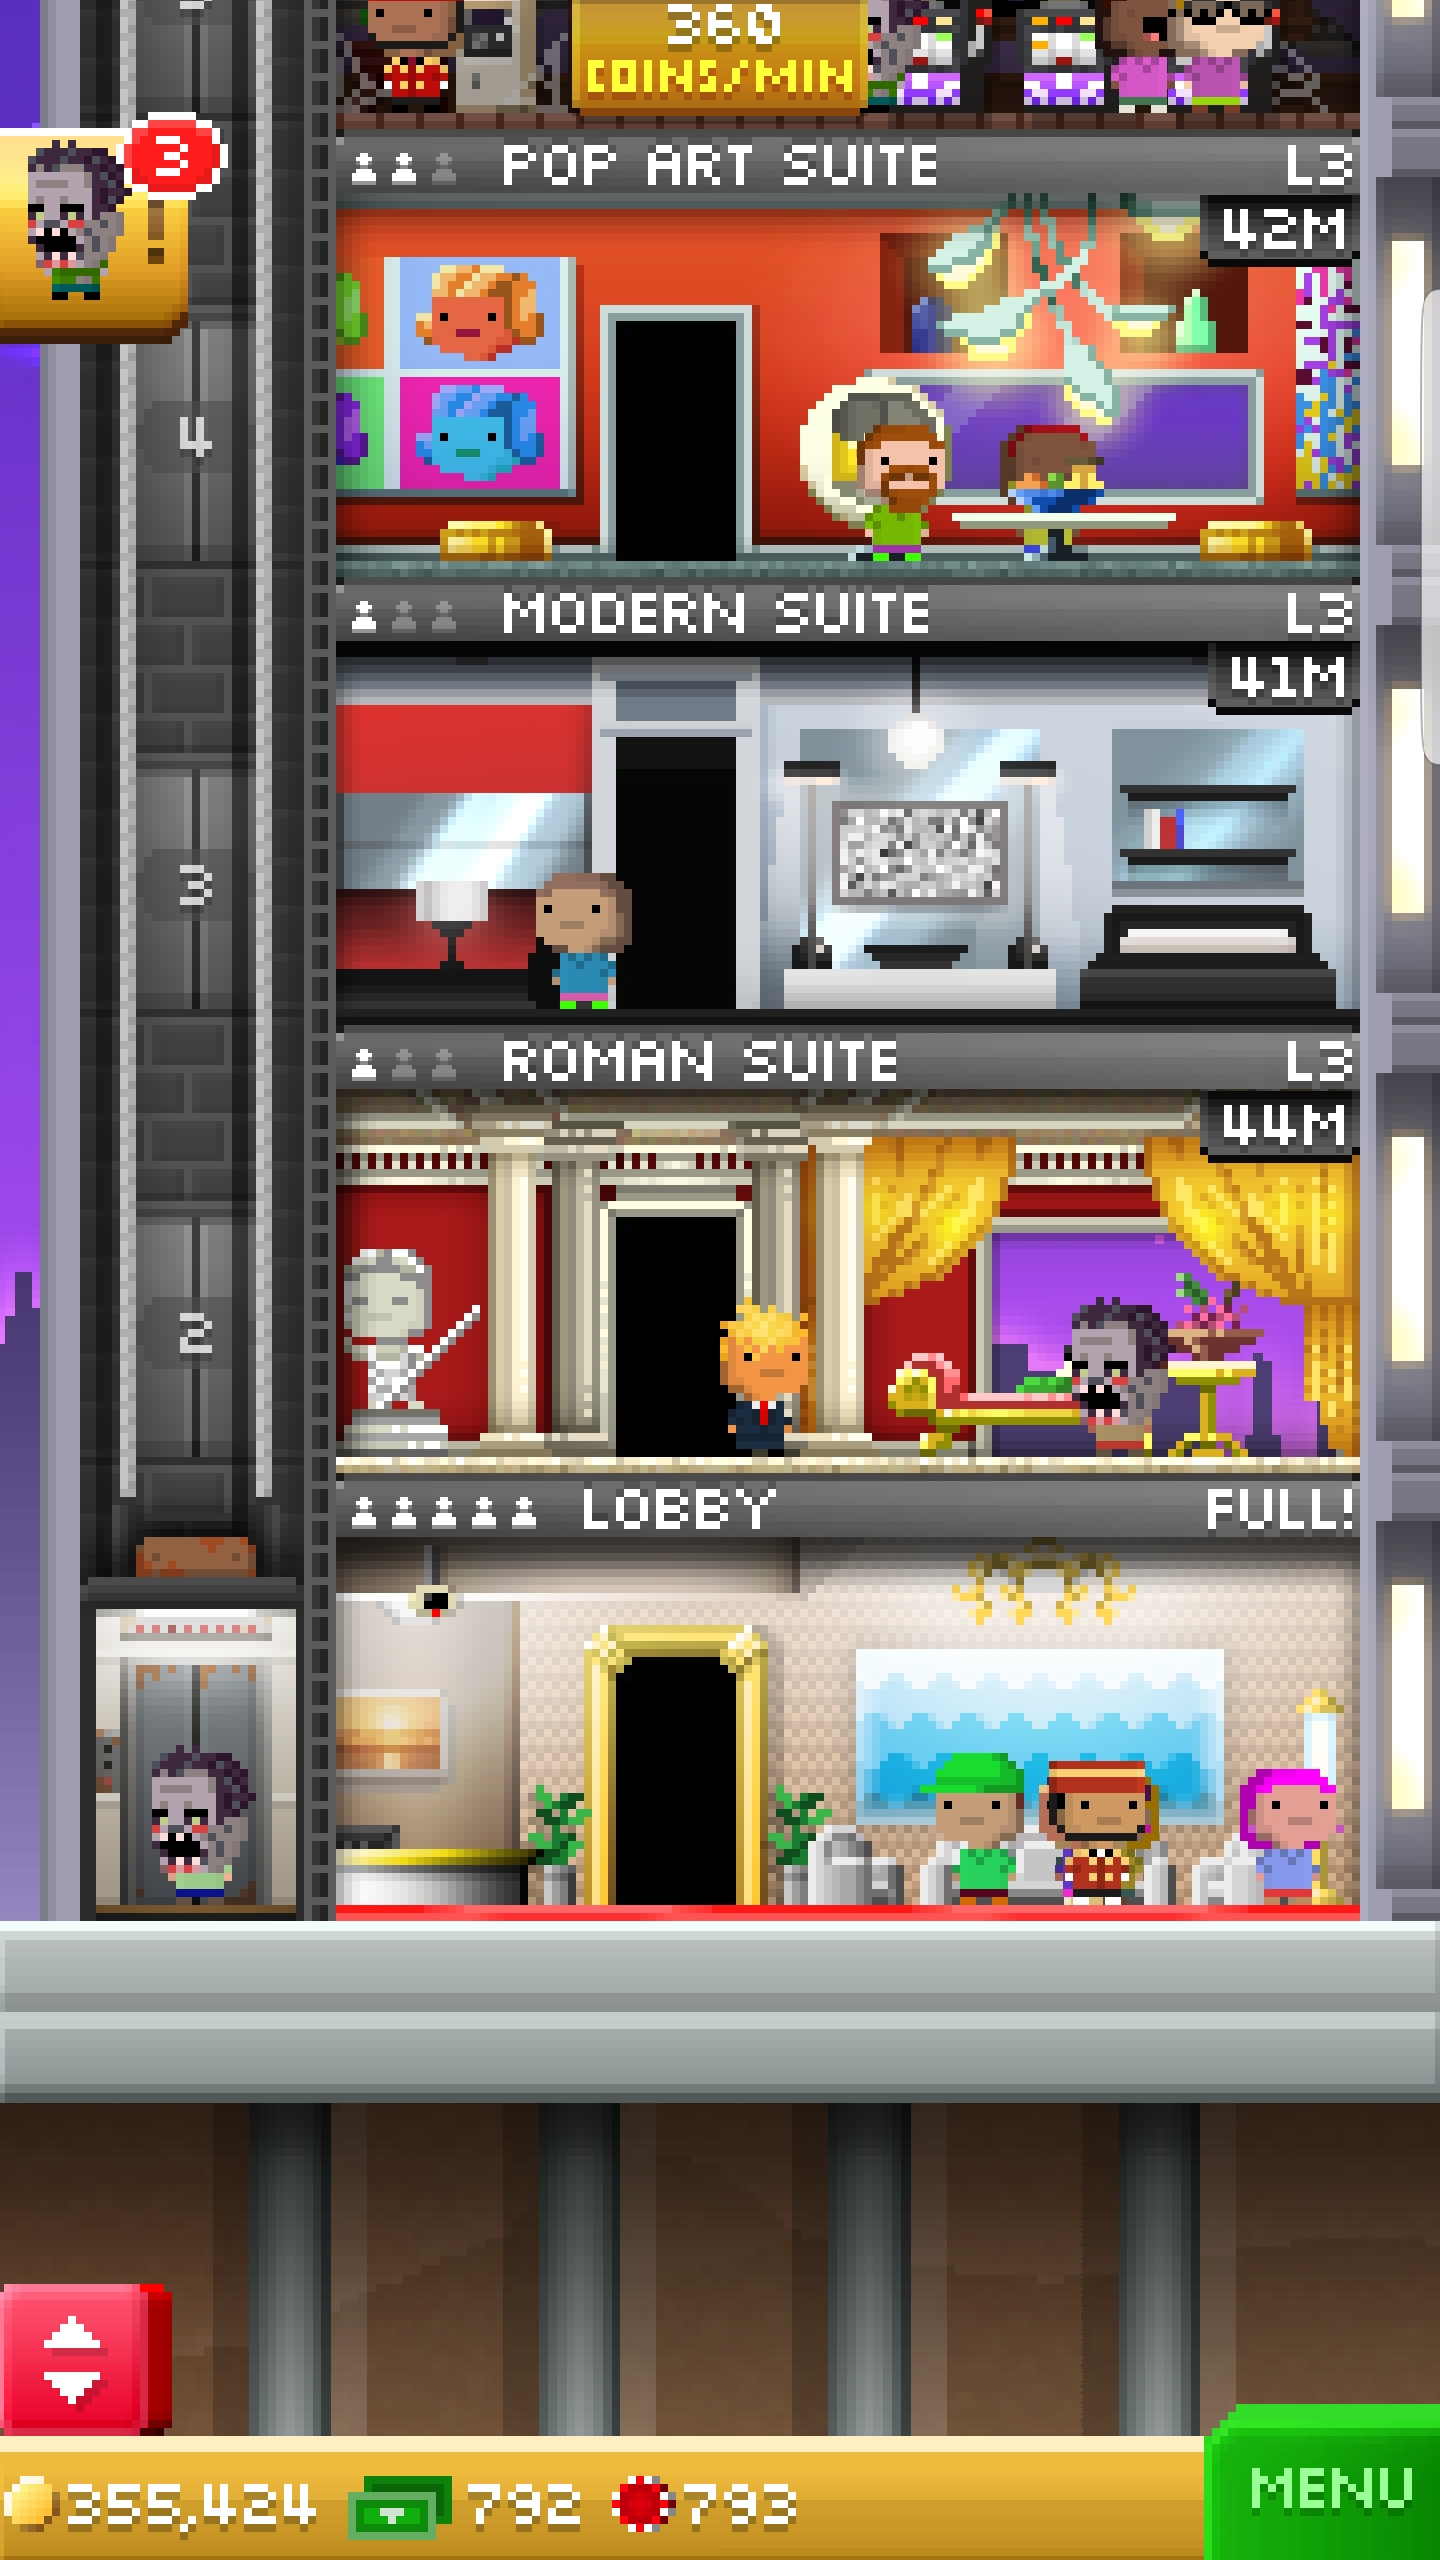 360
COINS/MIN
3
!
POP ART SUITE L3
42M
4
MODERN SUITE L3
41M
3
ROMAN SUITE L3
44M
2
LOBBY FULL!
355,424 792 793
MENU